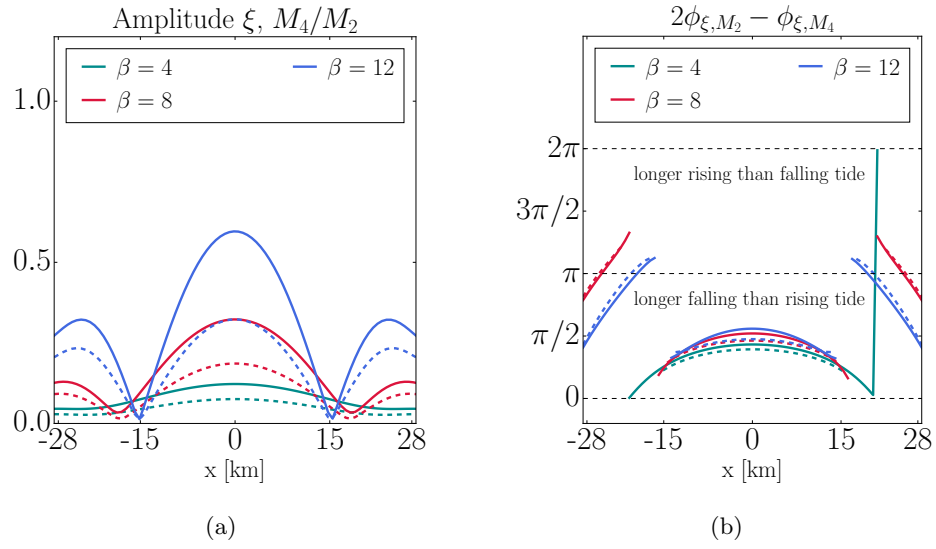 Amplitude ξ, M₄/M₂
β = 4
β = 12
β = 8
1.0
0.5
0.0
-28
-15
0
15
28
x [km]
(a)
2ϕ_{ξ,M₂} − ϕ_{ξ,M₄}
β = 4
β = 12
β = 8
2π
longer rising than falling tide
3π/2
π
longer falling than rising tide
π/2
0
-28
-15
0
15
28
x [km]
(b)